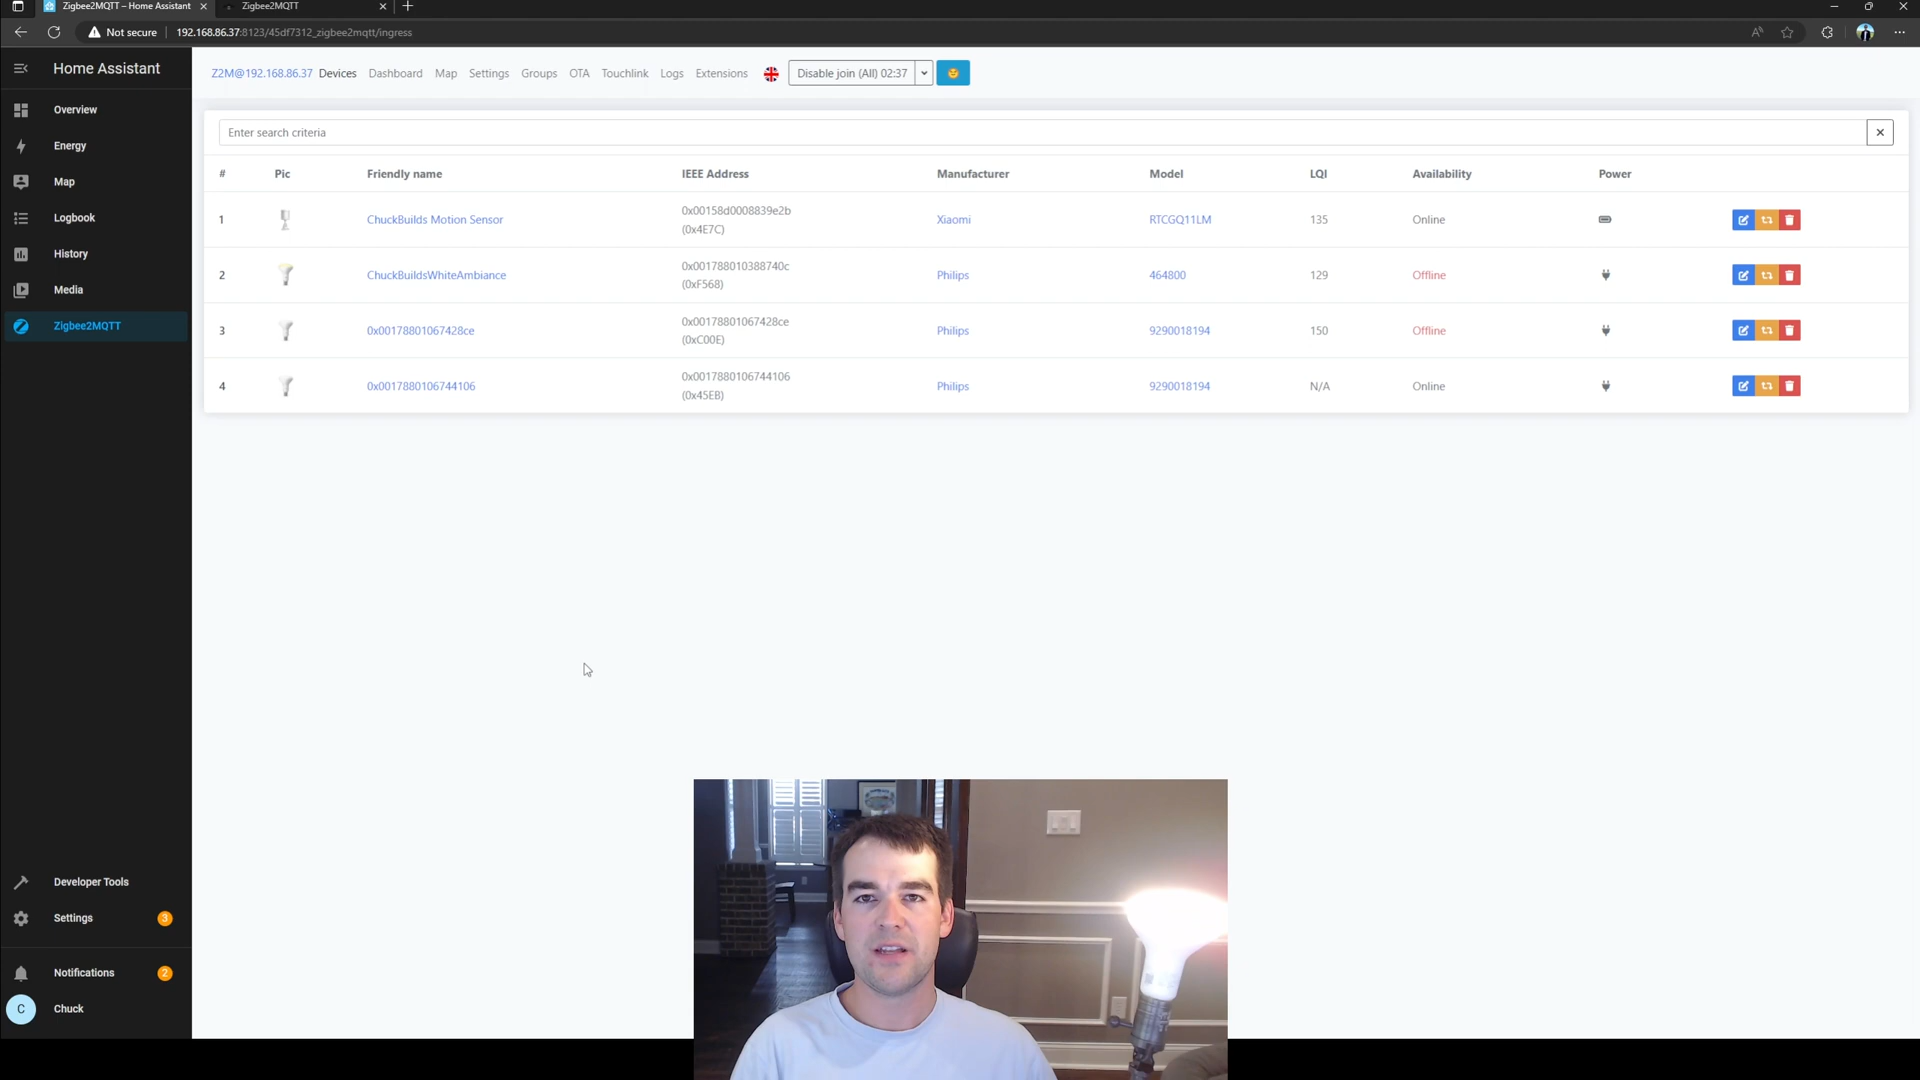 Zigbee2MQTT – Home Assistant
Zigbee2MQTT
Not secure
192.168.86.37:8123/45df7312_zigbee2mqtt/ingress
Home Assistant
Z2M@192.168.86.37 Devices Dashboard Map Settings Groups OTA Touchlink Logs Extensions Disable join (All) 02:37
Overview
Energy
Map
Logbook
History
Media
Zigbee2MQTT
Enter search criteria
# Pic Friendly name IEEE Address Manufacturer Model LQI Availability Power
1 ChuckBuilds Motion Sensor 0x00158d0008839e2b Xiaomi RTCGQ11LM 135 Online
(0x4E7C)
2 ChuckBuildsWhiteAmbiance 0x001788010388740c Philips 464800 129 Offline
(0xF568)
3 0x00178801067428ce 0x00178801067428ce Philips 9290018194 150 Offline
(0xC00E)
4 0x0017880106744106 0x0017880106744106 Philips 9290018194 N/A Online
(0x45EB)
Developer Tools
Settings 3
Notifications 2
C Chuck